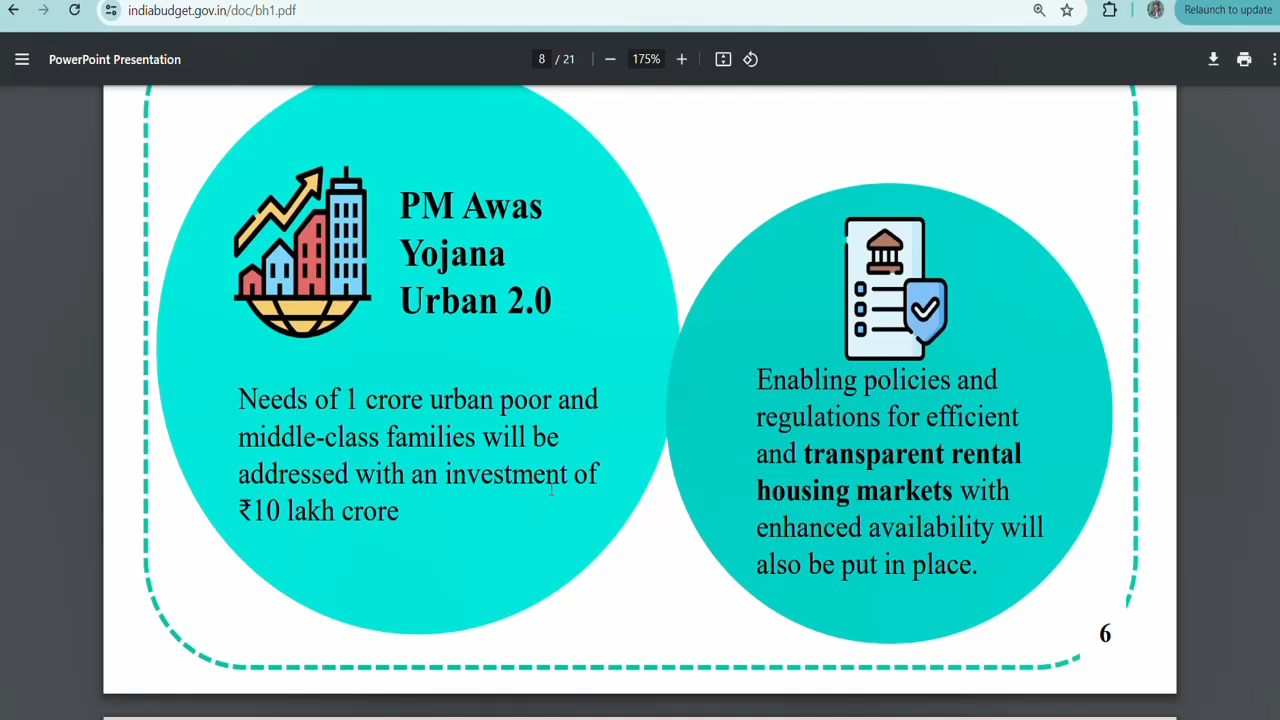 indiabudget.gov.in/doc/bh1.pdf
Relaunch to update
PowerPoint Presentation
8 / 21
175%
PM Awas
Yojana
Urban 2.0
Needs of 1 crore urban poor and
middle-class families will be
addressed with an investment of
₹10 lakh crore
Enabling policies and
regulations for efficient
and transparent rental
housing markets with
enhanced availability will
also be put in place.
6